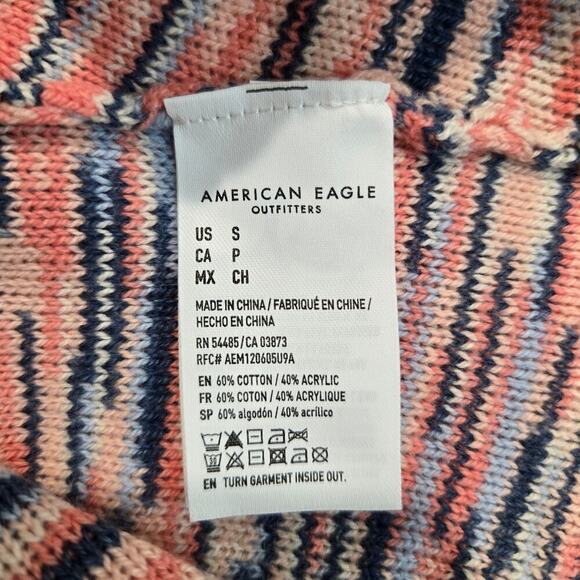 AMERICAN EAGLE
OUTFITTERS
US S
CA P
MX CH
MADE IN CHINA / FABRIQUÉ EN CHINE /
HECHO EN CHINA
RN 54485 / CA 03873
RFC# AEM120605U9A
EN 60% COTTON / 40% ACRYLIC
FR 60% COTON / 40% ACRYLIQUE
SP 60% algodón / 40% acrílico
EN TURN GARMENT INSIDE OUT.